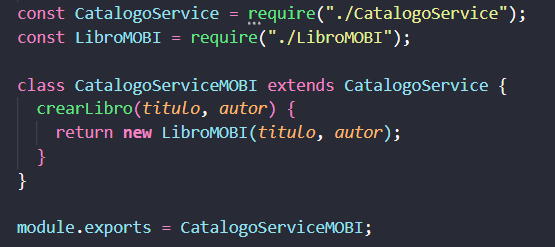 const CatalogoService = require("./CatalogoService");
const LibroMOBI = require("./LibroMOBI");
class CatalogoServiceMOBI extends CatalogoService {
crearLibro(titulo, autor) {
return new LibroMOBI(titulo, autor);
}
}
module.exports = CatalogoServiceMOBI;